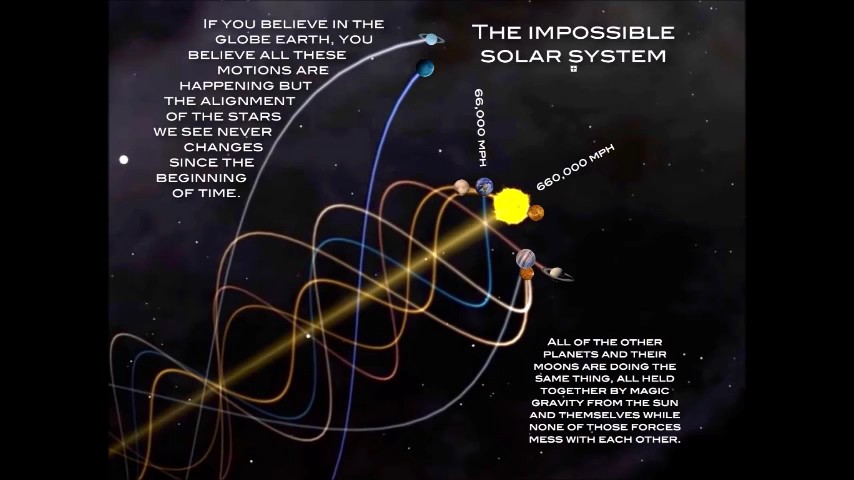 If you believe in the
globe earth, you
believe all these
motions are
happening but
the alignment
of the stars
we see never
changes
since the
beginning
of time.
The impossible
solar system
66,000 mph
660,000 mph
All of the other
planets and their
moons are doing the
same thing, all held
together by magic
gravity from the sun
and themselves while
none of those forces
mess with each other.